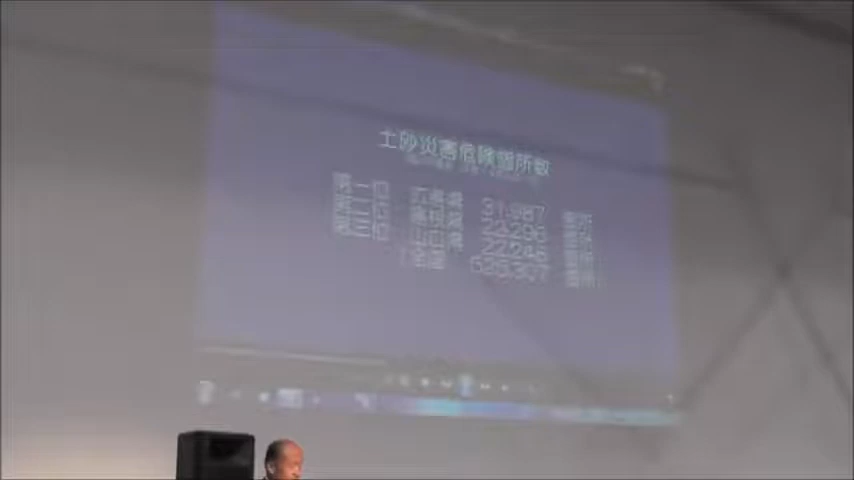 土砂災害危険箇所数
第一位 広島県 31,987 箇所
第二位 島根県 22,296 箇所
第三位 山口県 22,248 箇所
全国 525,307 箇所